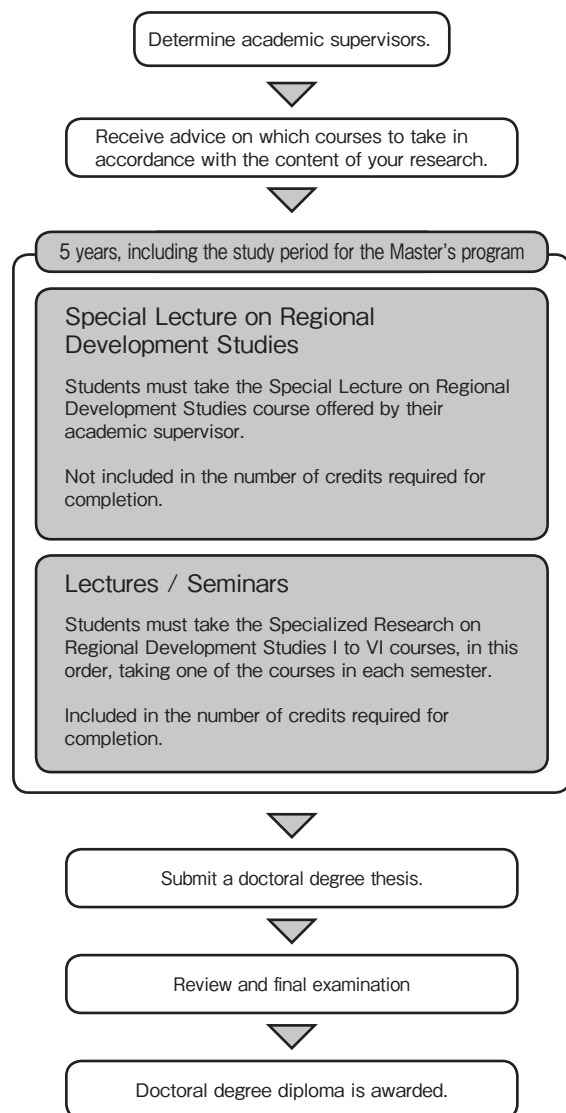 Determine academic supervisors.
Receive advice on which courses to take in
accordance with the content of your research.
5 years, including the study period for the Master's program
Special Lecture on Regional
Development Studies
Students must take the Special Lecture on Regional
Development Studies course offered by their
academic supervisor.
Not included in the number of credits required for
completion.
Lectures / Seminars
Students must take the Specialized Research on
Regional Development Studies I to VI courses, in this
order, taking one of the courses in each semester.
Included in the number of credits required for
completion.
Submit a doctoral degree thesis.
Review and final examination
Doctoral degree diploma is awarded.